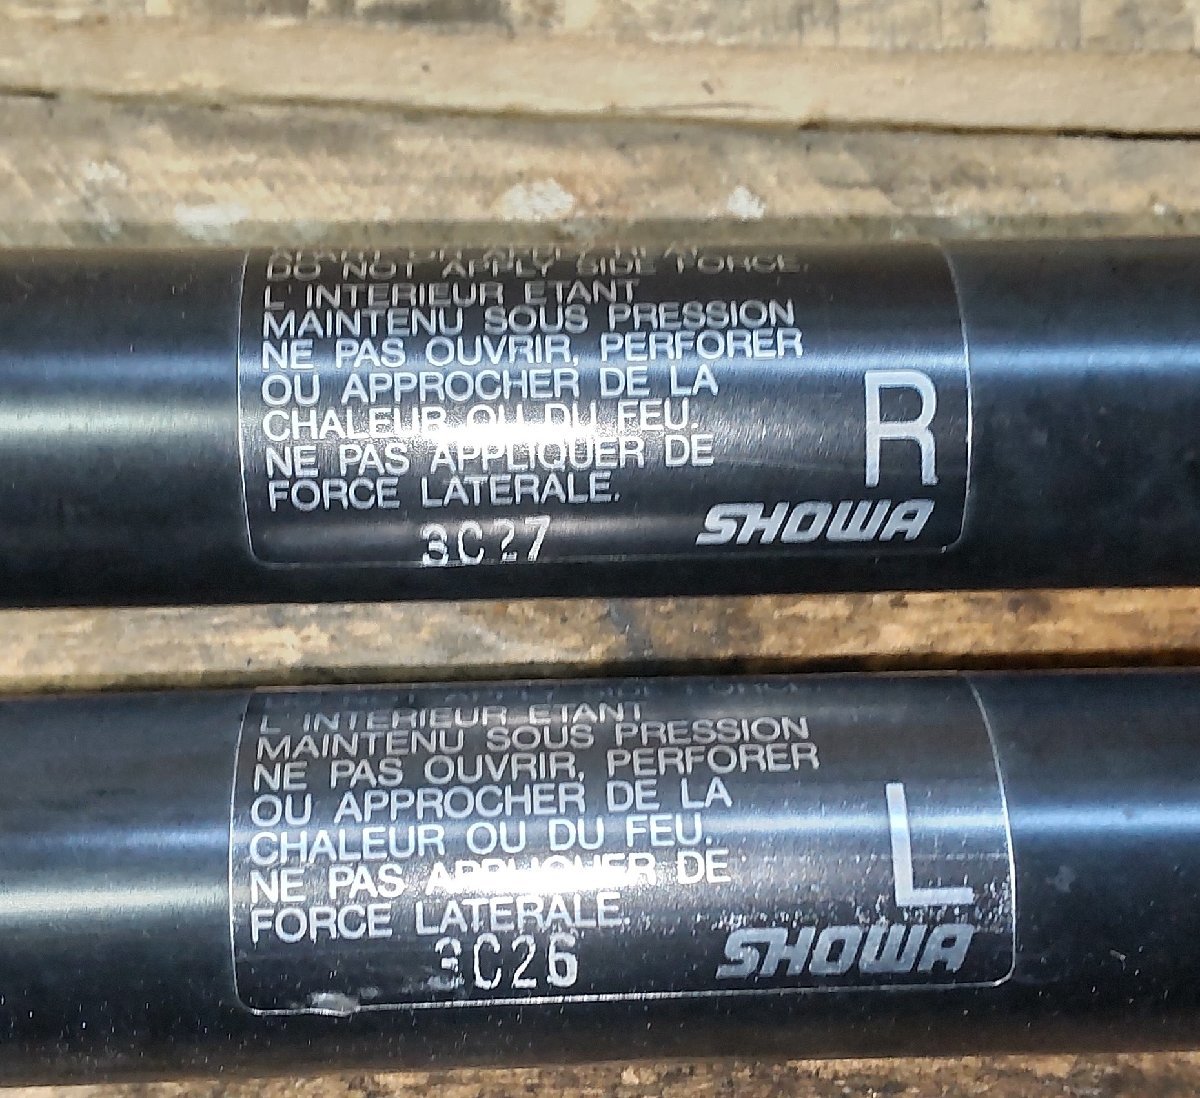 DO NOT APPLY SIDE FORCE.
L'INTERIEUR ETANT
MAINTENU SOUS PRESSION
NE PAS OUVRIR, PERFORER
OU APPROCHER DE LA
CHALEUR OU DU FEU.
NE PAS APPLIQUER DE
FORCE LATERALE.
R
3C27
SHOWA
L'INTERIEUR ETANT
MAINTENU SOUS PRESSION
NE PAS OUVRIR, PERFORER
OU APPROCHER DE LA
CHALEUR OU DU FEU.
NE PAS APPLIQUER DE
FORCE LATERALE.
L
3C26
SHOWA